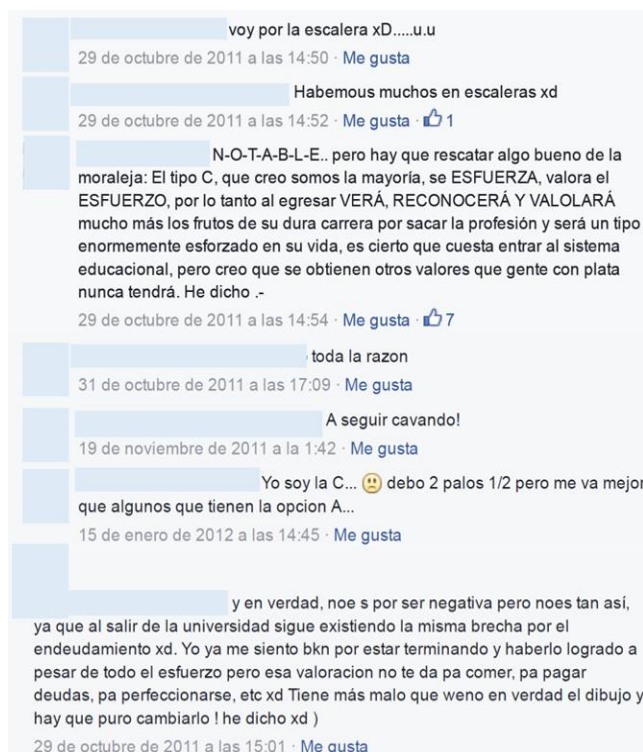 voy por la escalera xD.....u.u
29 de octubre de 2011 a las 14:50 · Me gusta
Habemous muchos en escaleras xd
29 de octubre de 2011 a las 14:52 · Me gusta · 1
N-O-T-A-B-L-E.. pero hay que rescatar algo bueno de la
moraleja: El tipo C, que creo somos la mayoría, se ESFUERZA, valora el
ESFUERZO, por lo tanto al egresar VERÁ, RECONOCERÁ Y VALOLARÁ
mucho más los frutos de su dura carrera por sacar la profesión y será un tipo
enormemente esforzado en su vida, es cierto que cuesta entrar al sistema
educacional, pero creo que se obtienen otros valores que gente con plata
nunca tendrá. He dicho .-
29 de octubre de 2011 a las 14:54 · Me gusta · 7
toda la razon
31 de octubre de 2011 a las 17:09 · Me gusta
A seguir cavando!
19 de noviembre de 2011 a la 1:42 · Me gusta
Yo soy la C... debo 2 palos 1/2 pero me va mejor
que algunos que tienen la opcion A...
15 de enero de 2012 a las 14:45 · Me gusta
y en verdad, noe s por ser negativa pero noes tan así,
ya que al salir de la universidad sigue existiendo la misma brecha por el
endeudamiento xd. Yo ya me siento bkn por estar terminando y haberlo logrado a
pesar de todo el esfuerzo pero esa valoracion no te da pa comer, pa pagar
deudas, pa perfeccionarse, etc xd Tiene más malo que weno en verdad el dibujo y
hay que puro cambiarlo ! he dicho xd )
29 de octubre de 2011 a las 15:01 · Me gusta